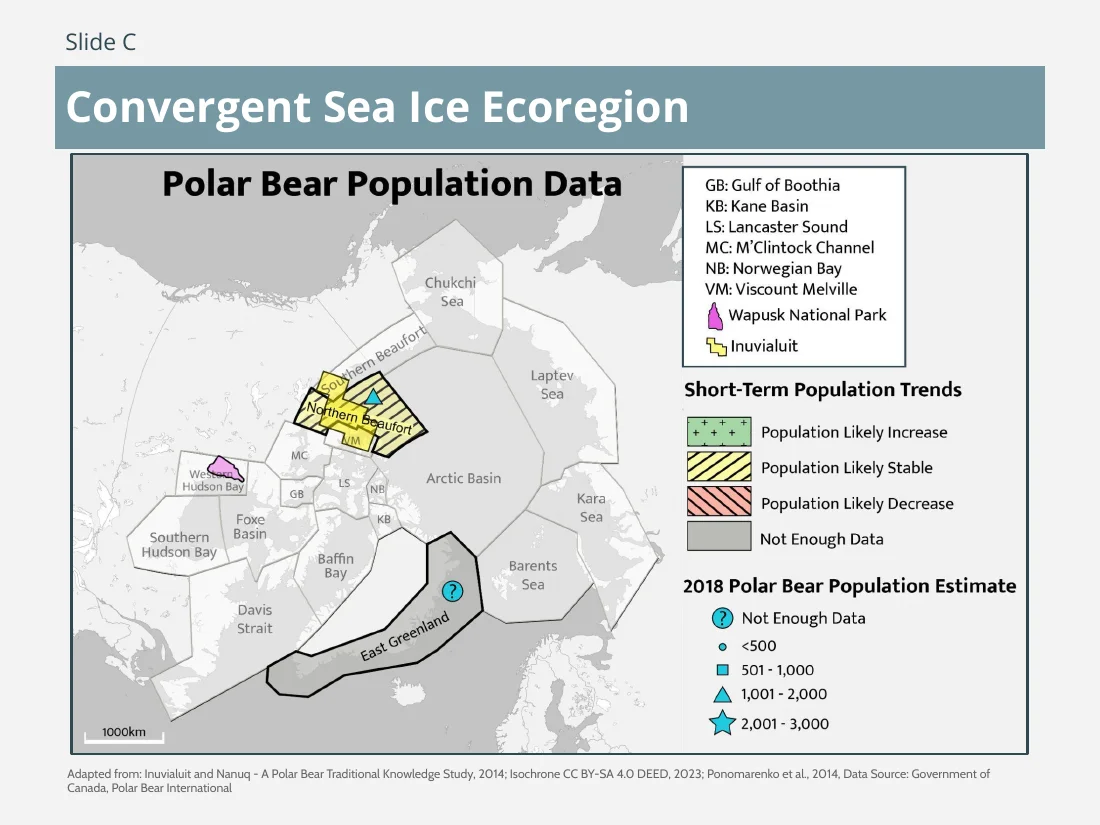 Slide C
Convergent Sea Ice Ecoregion
Polar Bear Population Data
GB: Gulf of Boothia
KB: Kane Basin
LS: Lancaster Sound
MC: M'Clintock Channel
NB: Norwegian Bay
VM: Viscount Melville
Wapusk National Park
Inuvialuit
Chukchi
Sea
Southern Beaufort
Laptev
Sea
Northern Beaufort
VM
MC
Western
Hudson Bay
LS
NB
GB
Arctic Basin
Kara
Sea
KB
Foxe
Basin
Southern
Hudson Bay
Baffin
Bay
Barents
Sea
Davis
Strait
?
East Greenland
1000km
Short-Term Population Trends
Population Likely Increase
Population Likely Stable
Population Likely Decrease
Not Enough Data
2018 Polar Bear Population Estimate
? Not Enough Data
<500
501 - 1,000
1,001 - 2,000
2,001 - 3,000
Adapted from: Inuvialuit and Nanuq - A Polar Bear Traditional Knowledge Study, 2014; Isochrone CC BY-SA 4.0 DEED, 2023; Ponomarenko et al., 2014, Data Source: Government of
Canada, Polar Bear International